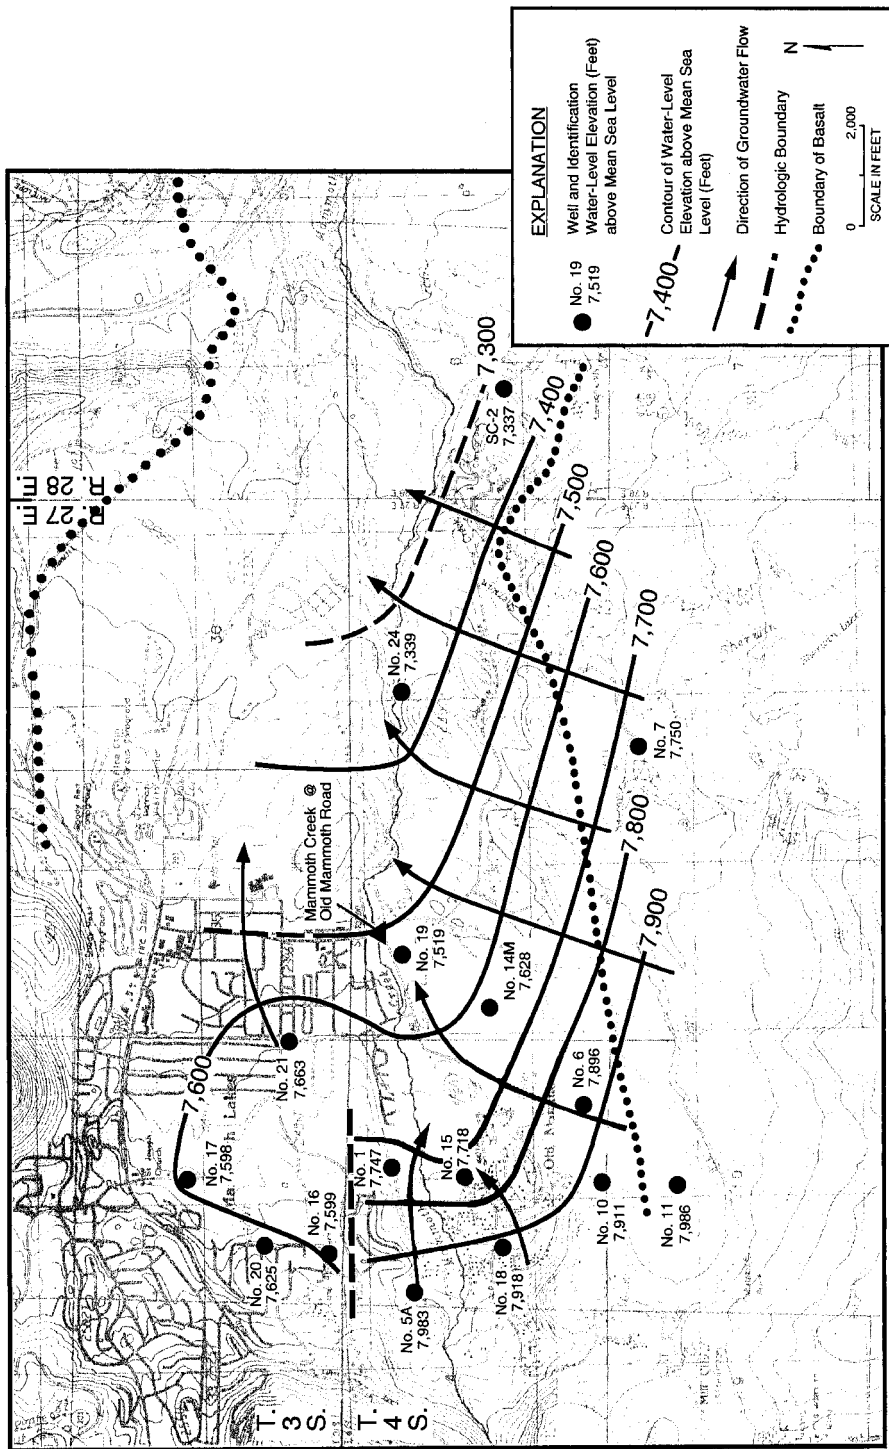 EXPLANATION
No. 19
7,519
Well and Identification
Water-Level Elevation (Feet)
above Mean Sea Level
7,400
Contour of Water-Level
Elevation above Mean Sea
Level (Feet)
Direction of Groundwater Flow
Hydrologic Boundary
Boundary of Basalt
N
0
2,000
SCALE IN FEET
R. 27 E.
R. 28 E.
T.
3
S.
T.
4
S.
36
Mammoth Creek @
Old Mammoth Road
No. 20
7,625
No. 17
7,598
No. 16
7,599
No. 21
7,663
No. 1
7,747
No. 15
7,718
No. 5A
7,983
No. 18
7,918
No. 10
7,911
No. 11
7,986
No. 6
7,896
No. 14M
7,628
No. 19
7,519
No. 24
7,339
No. 7
7,750
SC-2
7,337
7,600
7,300
7,400
7,500
7,600
7,700
7,800
7,900
Church
Lakes
Creek
Sherwin